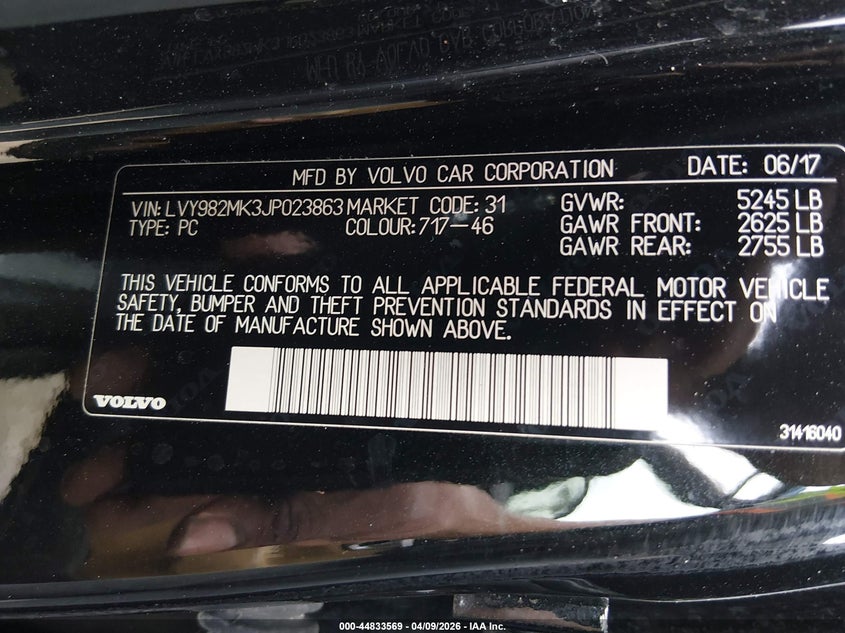 MFD BY VOLVO CAR CORPORATION DATE: 06/17
VIN: LVY982MK3JP023863 MARKET CODE: 31 GVWR: 5245 LB
TYPE: PC COLOUR: 717-46 GAWR FRONT: 2625 LB
GAWR REAR: 2755 LB
THIS VEHICLE CONFORMS TO ALL APPLICABLE FEDERAL MOTOR VEHICLE
SAFETY, BUMPER AND THEFT PREVENTION STANDARDS IN EFFECT ON
THE DATE OF MANUFACTURE SHOWN ABOVE.
VOLVO
31416040
000-44833569 - 04/09/2026 - IAA Inc.